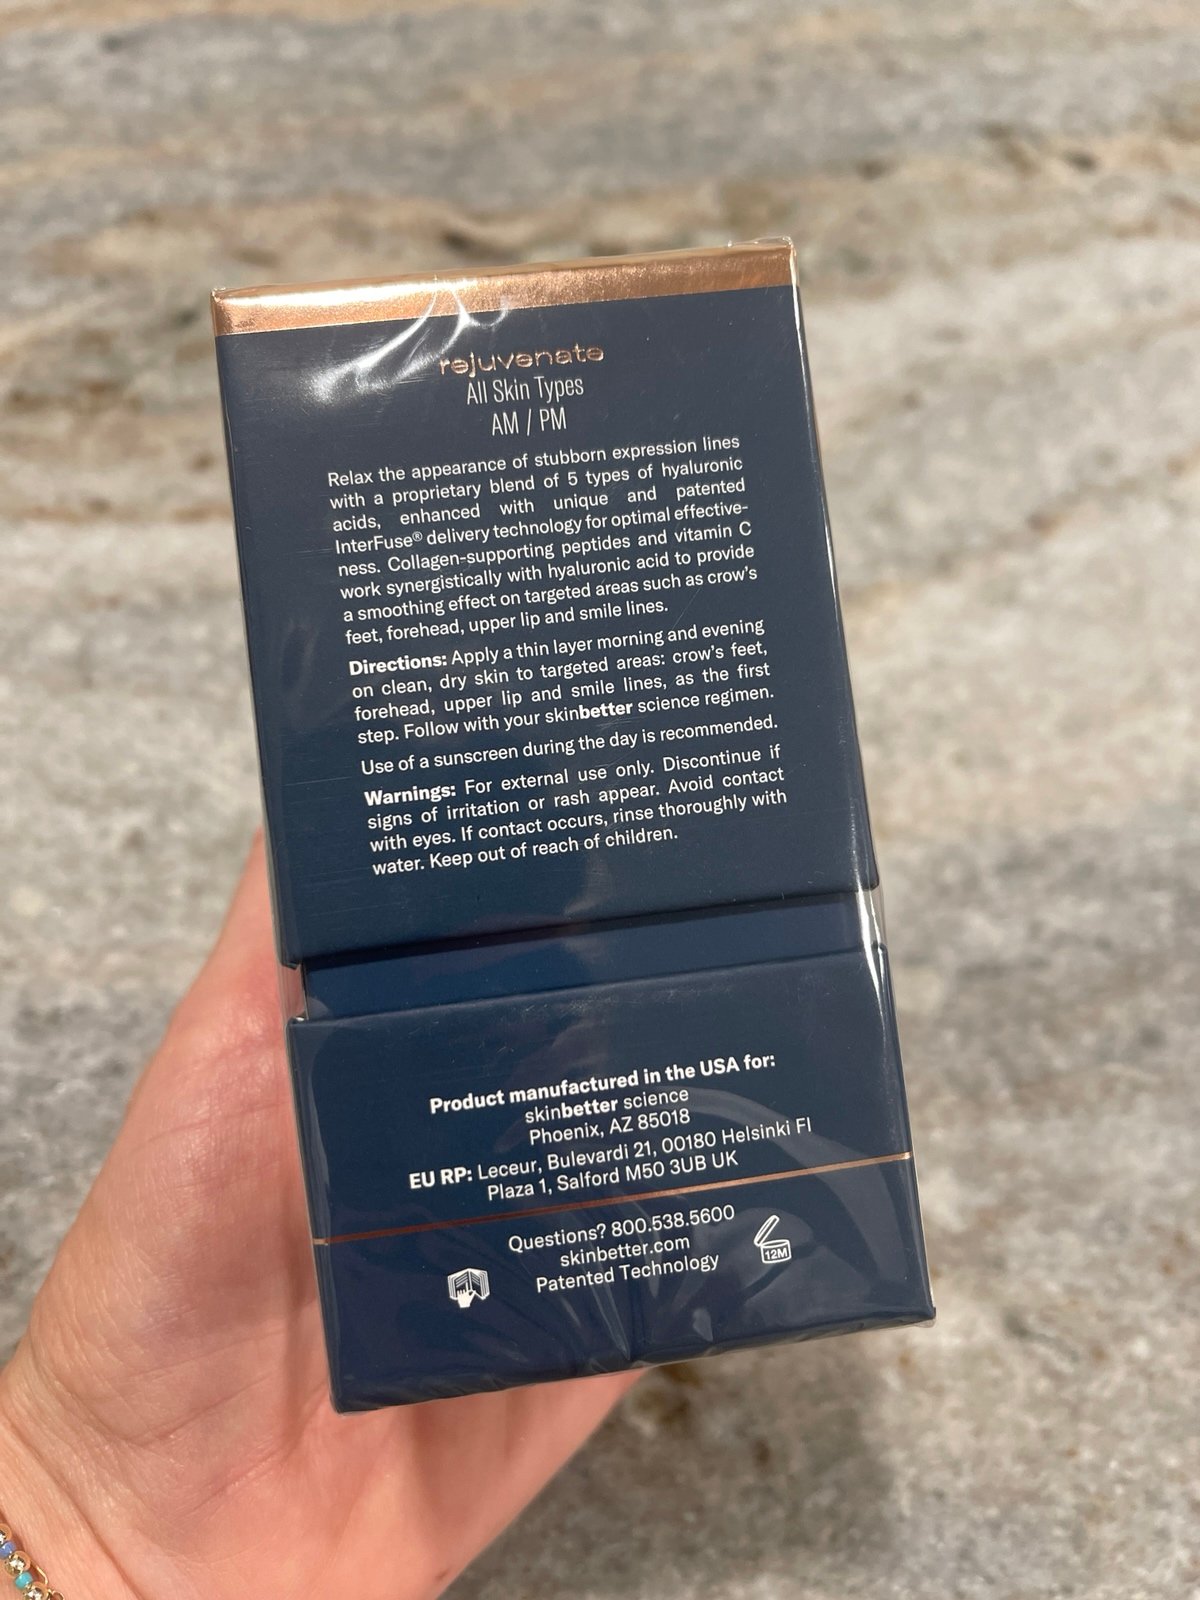 rejuvenate
All Skin Types
AM / PM
Relax the appearance of stubborn expression lines
with a proprietary blend of 5 types of hyaluronic
acids, enhanced with unique and patented
InterFuse® delivery technology for optimal effective-
ness. Collagen-supporting peptides and vitamin C
work synergistically with hyaluronic acid to provide
a smoothing effect on targeted areas such as crow's
feet, forehead, upper lip and smile lines.
Directions: Apply a thin layer morning and evening
on clean, dry skin to targeted areas: crow's feet,
forehead, upper lip and smile lines, as the first
step. Follow with your skinbetter science regimen.
Use of a sunscreen during the day is recommended.
Warnings: For external use only. Discontinue if
signs of irritation or rash appear. Avoid contact
with eyes. If contact occurs, rinse thoroughly with
water. Keep out of reach of children.
Product manufactured in the USA for:
skinbetter science
Phoenix, AZ 85018
EU RP: Leceur, Bulevardi 21, 00180 Helsinki FI
Plaza 1, Salford M50 3UB UK
Questions? 800.538.5600
skinbetter.com
Patented Technology
12M